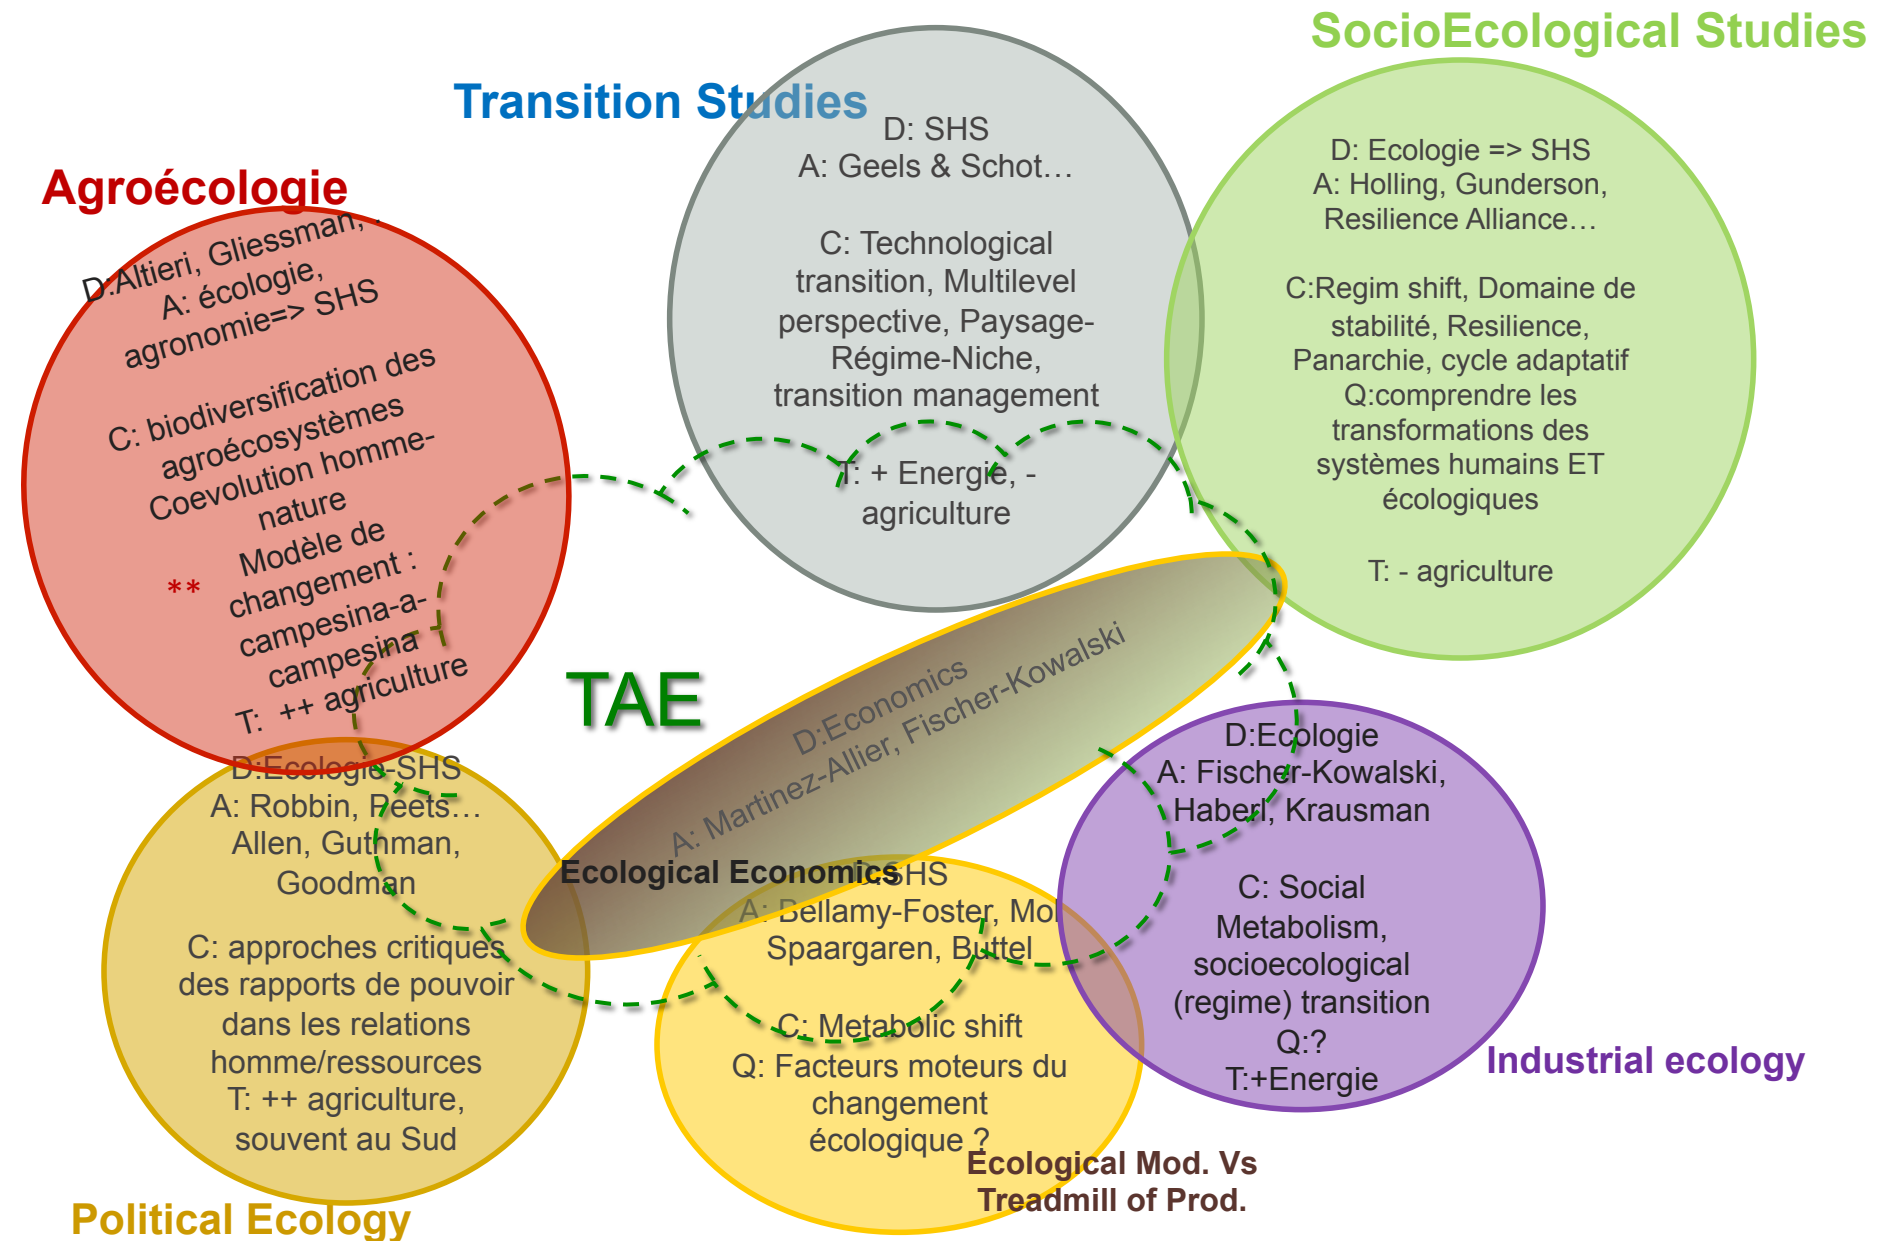 SocioEcological Studies
Transition Studies
Agroécologie
D: SHS
A: Geels & Schot…
C: Technological
transition, Multilevel
perspective, Paysage-
Régime-Niche,
transition management
T: + Energie, -
agriculture
D: Ecologie => SHS
A: Holling, Gunderson,
Resilience Alliance…
C:Regim shift, Domaine de
stabilité, Resilience,
Panarchie, cycle adaptatif
Q:comprendre les
transformations des
systèmes humains ET
écologiques
T: - agriculture
D:Altieri, Gliessman, .
A: écologie,
agronomie=> SHS
C: biodiversification des
agroécosystèmes
Coevolution homme-
nature
Modèle de
changement :
campesina-a-
campesina
T: ++ agriculture
**
TAE
D:Economics
A: Martinez-Allier, Fischer-Kowalski
Ecological Economics
D:Ecologie-SHS
A: Robbin, Peets…
Allen, Guthman,
Goodman
C: approches critiques
des rapports de pouvoir
dans les relations
homme/ressources
T: ++ agriculture,
souvent au Sud
Political Ecology
D:SHS
A: Bellamy-Foster, Mol
Spaargaren, Buttel
C: Metabolic shift
Q: Facteurs moteurs du
changement
écologique ?
Ecological Mod. Vs
Treadmill of Prod.
D:Ecologie
A: Fischer-Kowalski,
Haberl, Krausman
C: Social
Metabolism,
socioecological
(regime) transition
Q:?
T:+Energie
Industrial ecology